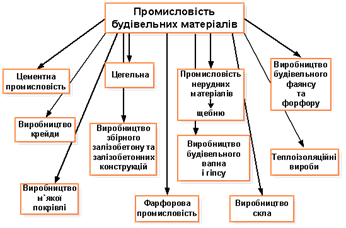 Промисловість
будівельних матеріалів
Цементна
промисловість
Цегельна
Промисловість
нерудних
матеріалів
щебню
Виробництво
будівельного
фаянсу
та
форфору
Виробництво
крейди
Виробництво
збірного
залізобетону та
залізобетонних
конструкцій
Виробництво
будівельного
вапна
і гіпсу
Теплоізоляційні
вироби
Виробництво
м`якої
покрівлі
Фарфорова
промисловість
Виробництво
скла